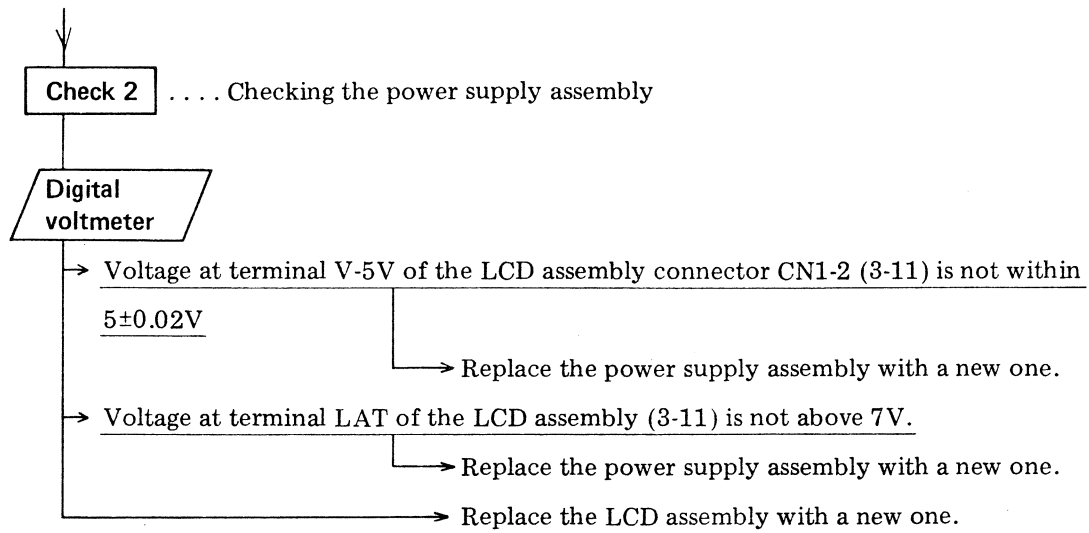 Check 2 .... Checking the power supply assembly
Digital
voltmeter
Voltage at terminal V-5V of the LCD assembly connector CN1-2 (3-11) is not within
5±0.02V
Replace the power supply assembly with a new one.
Voltage at terminal LAT of the LCD assembly (3-11) is not above 7V.
Replace the power supply assembly with a new one.
Replace the LCD assembly with a new one.